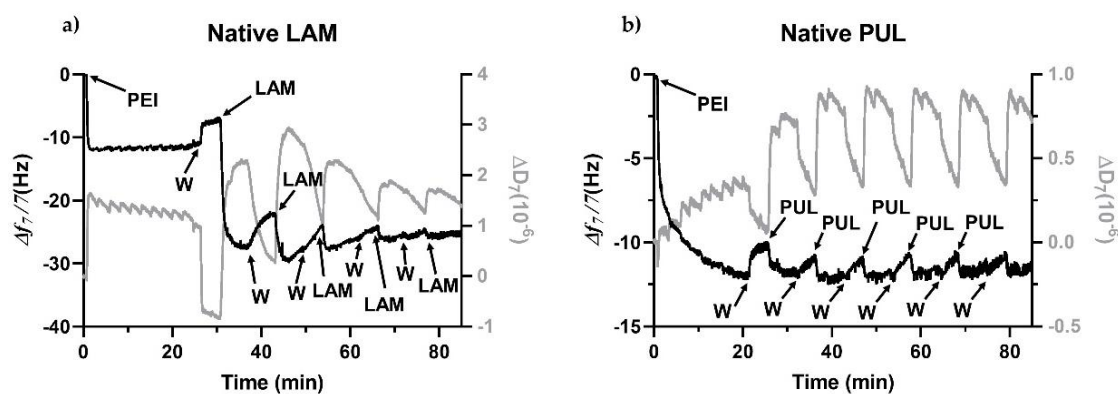 a)
Native LAM
0
-10
-20
-30
-40
Δf7/7(Hz)
PEI
W
LAM
W
LAM
W
LAM
W
LAM
W
LAM
4
3
2
1
0
-1
ΔD7(10-6)
0
20
40
60
80
Time (min)
b)
Native PUL
0
-5
-10
-15
Δf7/7(Hz)
PEI
PUL
PUL
PUL
PUL
PUL
W
W
W
W
W
W
1.0
0.5
0.0
-0.5
ΔD7(10-6)
0
20
40
60
80
Time (min)